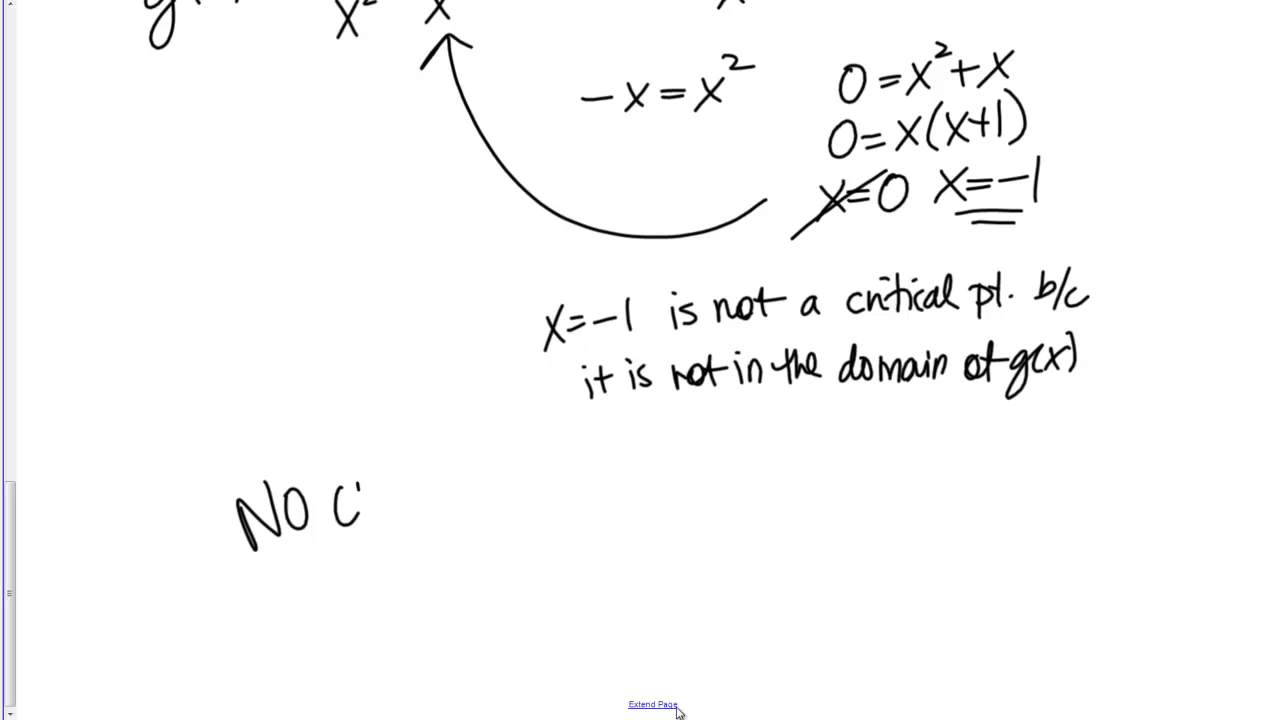 x² x
-x = x²
0 = x² + x
0 = x(x+1)
x=0 x=-1
x=-1 is not a critical pt. b/c
it is not in the domain of g(x)
NO C
Extend Page